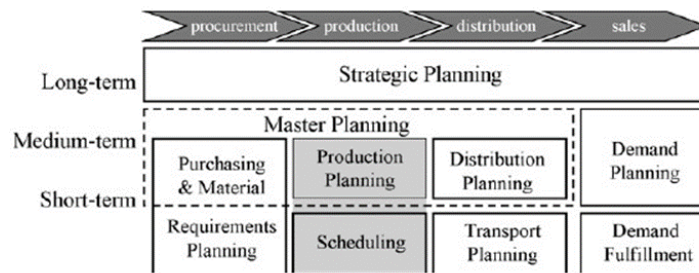 procurement production distribution sales
Long-term
Strategic Planning
Medium-term
Master Planning
Purchasing
& Material
Requirements
Planning
Production
Planning
Distribution
Planning
Demand
Planning
Short-term
Scheduling
Transport
Planning
Demand
Fulfillment